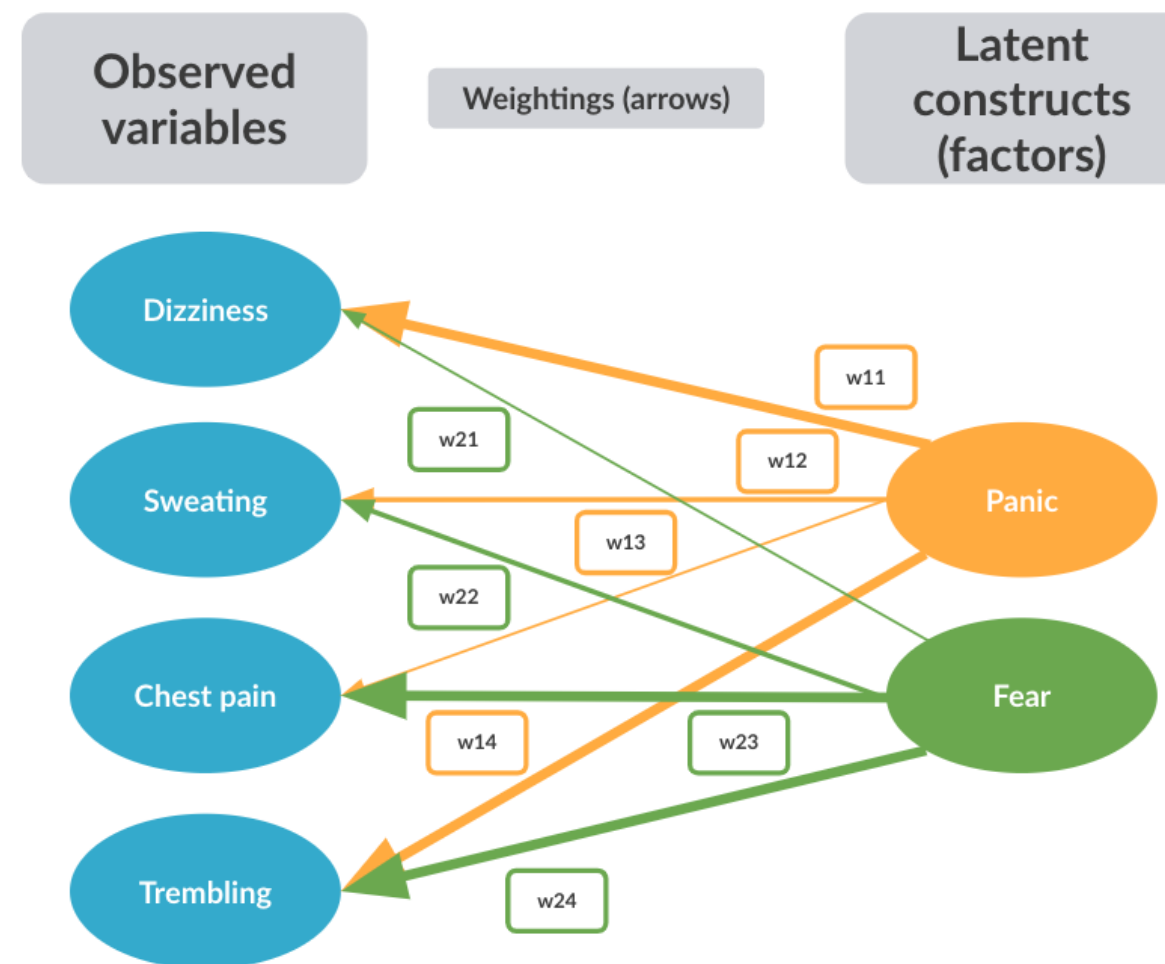 Observed
variables
Weightings (arrows)
Latent
constructs
(factors)
Dizziness
w11
w21
w12
Sweating
Panic
w13
w22
Chest pain
Fear
w14
w23
Trembling
w24